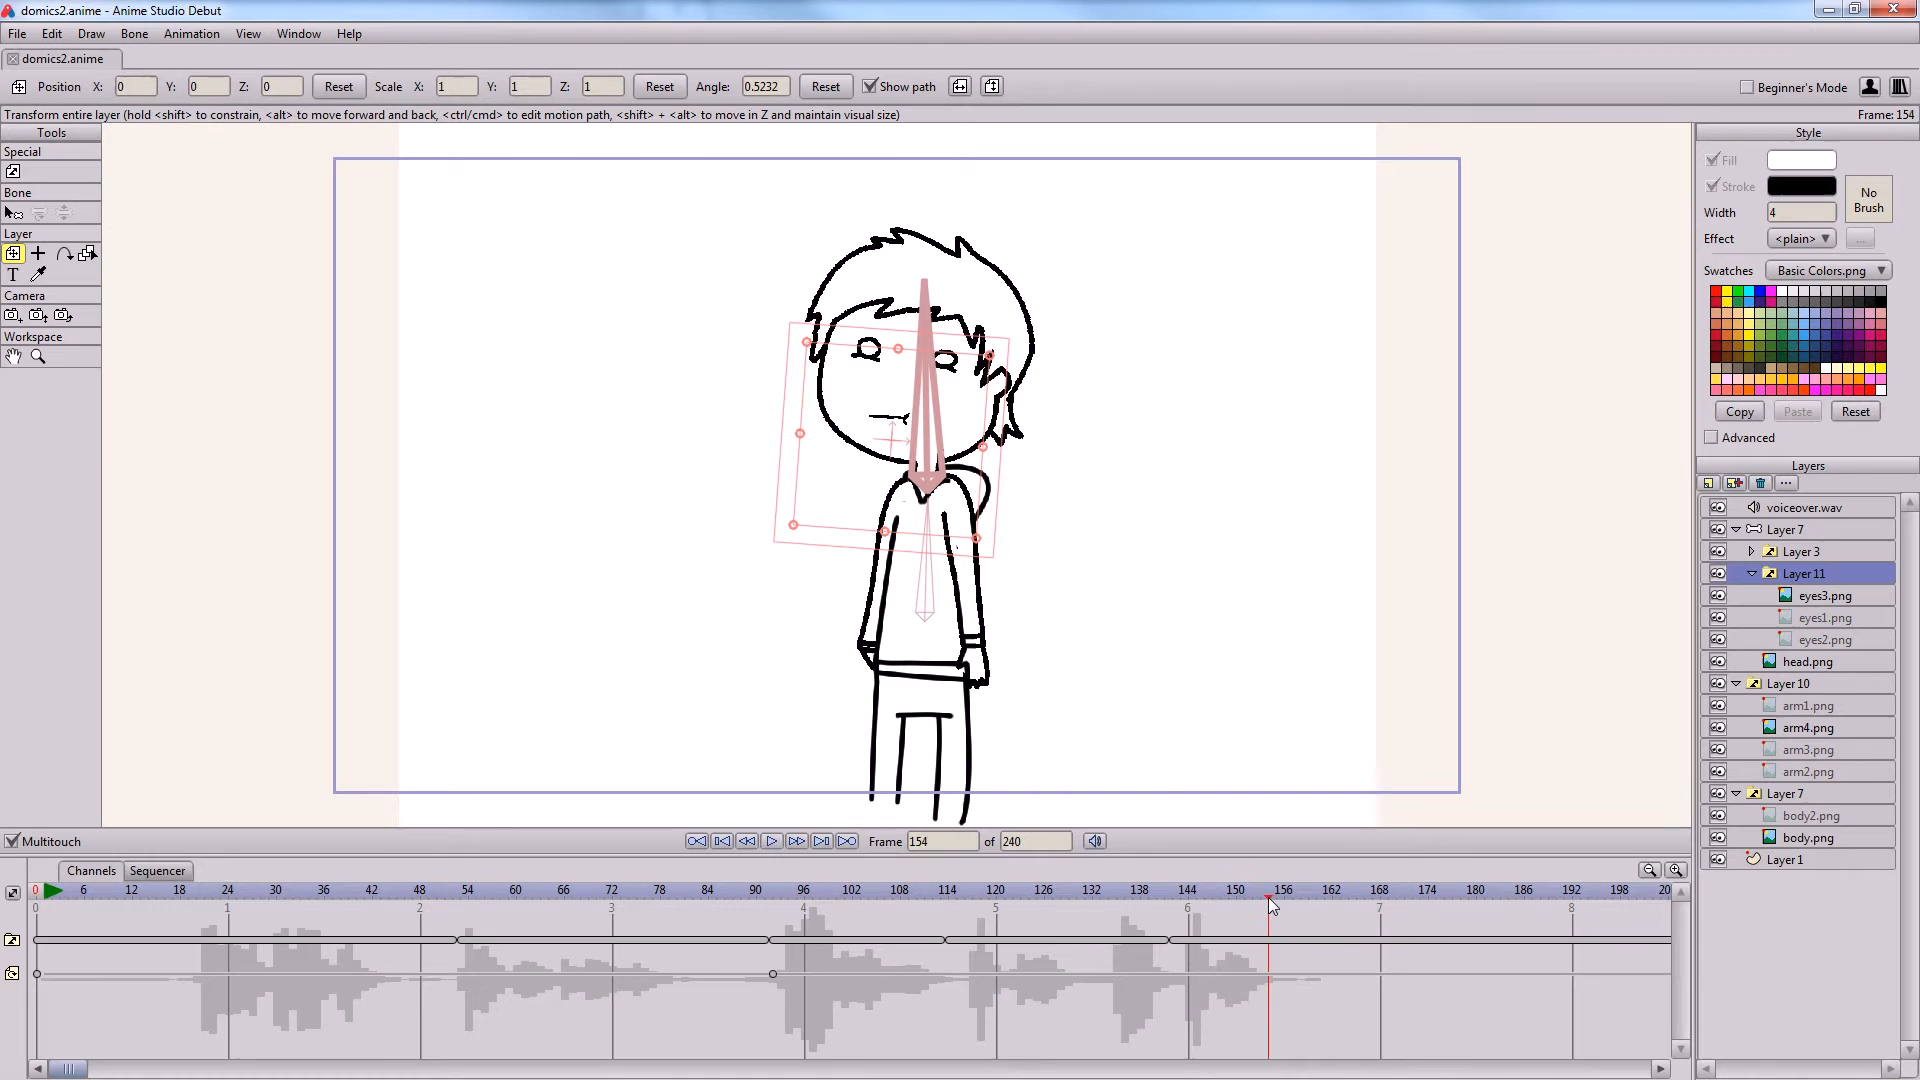 domics2.anime - Anime Studio Debut
File Edit Draw Bone Animation View Window Help
domics2.anime
Position X: 0 Y: 0 Z: 0 Reset Scale X: 1 Y: 1 Z: 1 Reset Angle: 0.5232 Reset Show path Beginner's Mode
Transform entire layer (hold <shift> to constrain, <alt> to move forward and back, <ctrl/cmd> to edit motion path, <shift> + <alt> to move in Z and maintain visual size) Frame: 154
Tools
Special
Bone
Layer
T
Camera
Workspace
Style
Fill
Stroke
No Brush
Width 4
Effect <plain> ...
Swatches Basic Colors.png
Copy Paste Reset
Advanced
Layers
voiceover.wav
Layer 7
Layer 3
Layer 11
eyes3.png
eyes1.png
eyes2.png
head.png
Layer 10
arm1.png
arm4.png
arm3.png
arm2.png
Layer 7
body2.png
body.png
Layer 1
Multitouch Frame 154 of 240
Channels Sequencer
0 6 12 18 24 30 36 42 48 54 60 66 72 78 84 90 96 102 108 114 120 126 132 138 144 150 156 162 168 174 180 186 192 198 20
0 1 2 3 4 5 6 7 8